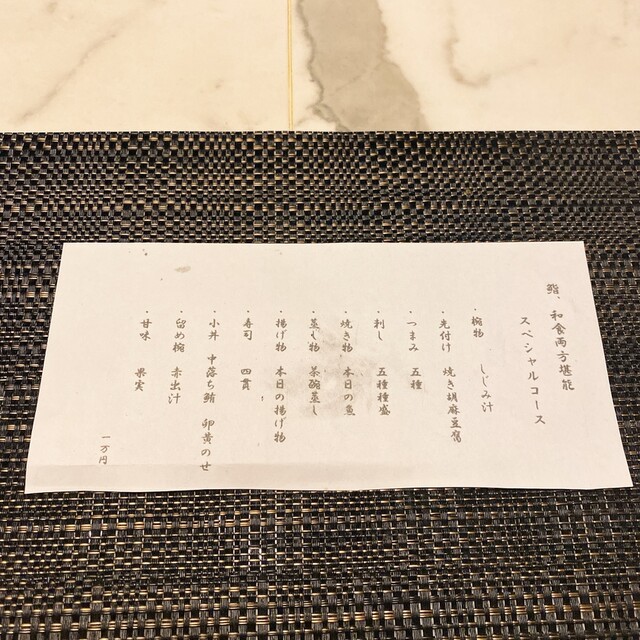 鮨、和食両方堪能
スペシャルコース
・椀物 しじみ汁
・先付け 焼き胡麻豆腐
・つまみ 五種
・刺し 五種種盛
・焼き物 本日の魚
・蒸し物 茶碗蒸し
・揚げ物 本日の揚げ物
・寿司 四貫
・小丼 中落ち鮪 卵黄のせ
・留め椀 赤出汁
・甘味 果実
一万円